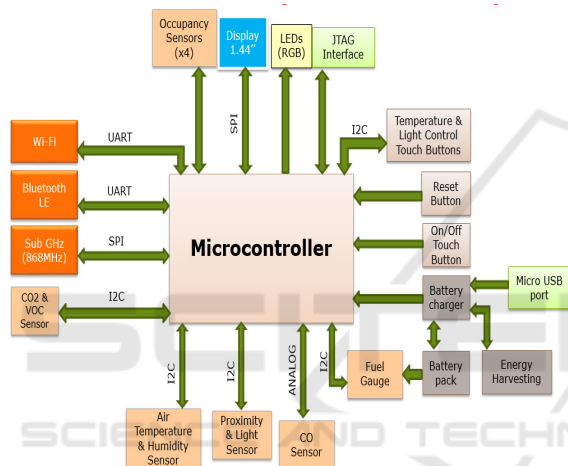 Occupancy
Sensors
(x4)
Display
1.44"
LEDs
(RGB)
JTAG
Interface
SPI
I2C
Temperature &
Light Control
Touch Buttons
Wi-Fi
UART
Bluetooth
LE
UART
Reset
Button
Sub GHz
(868MHz)
SPI
Microcontroller
On/Off
Touch
Button
CO2 &
VOC
Sensor
I2C
Battery
charger
Micro USB
port
I2C
I2C
ANALOG
I2C
Fuel
Gauge
Battery
pack
Energy
Harvesting
Air
Temperature
& Humidity
Sensor
Proximity
& Light
Sensor
CO
Sensor
SCIENCE AND TECHN